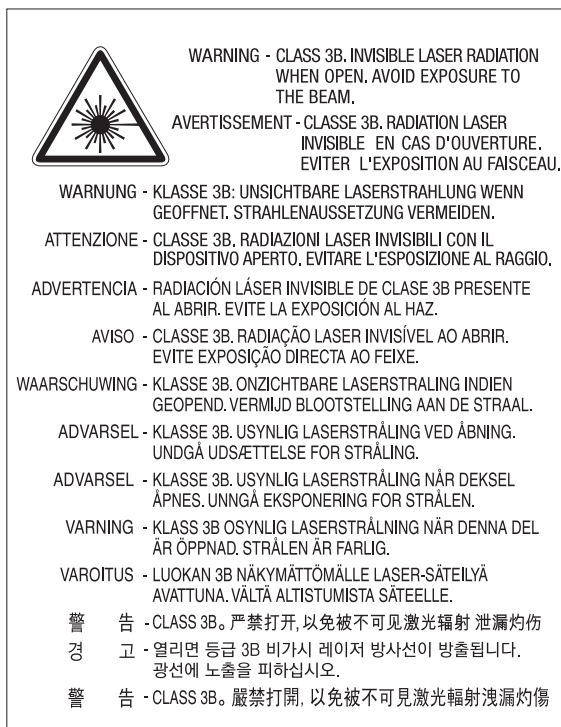 WARNING - CLASS 3B. INVISIBLE LASER RADIATION
WHEN OPEN. AVOID EXPOSURE TO
THE BEAM.
AVERTISSEMENT - CLASSE 3B. RADIATION LASER
INVISIBLE EN CAS D'OUVERTURE.
EVITER L'EXPOSITION AU FAISCEAU.
WARNUNG - KLASSE 3B: UNSICHTBARE LASERSTRAHLUNG WENN
GEOFFNET. STRAHLENAUSSETZUNG VERMEIDEN.
ATTENZIONE - CLASSE 3B. RADIAZIONI LASER INVISIBILI CON IL
DISPOSITIVO APERTO. EVITARE L'ESPOSIZIONE AL RAGGIO.
ADVERTENCIA - RADIACIÓN LÁSER INVISIBLE DE CLASE 3B PRESENTE
AL ABRIR. EVITE LA EXPOSICIÓN AL HAZ.
AVISO - CLASSE 3B. RADIAÇÃO LASER INVISÍVEL AO ABRIR.
EVITE EXPOSIÇÃO DIRECTA AO FEIXE.
WAARSCHUWING - KLASSE 3B. ONZICHTBARE LASERSTRALING INDIEN
GEOPEND. VERMIJD BLOOTSTELLING AAN DE STRAAL.
ADVARSEL - KLASSE 3B. USYNLIG LASERSTRÅLING VED ÅBNING.
UNDGÅ UDSÆTTELSE FOR STRÅLING.
ADVARSEL - KLASSE 3B. USYNLIG LASERSTRÅLING NÅR DEKSEL
ÅPNES. UNNGÅ EKSPONERING FOR STRÅLEN.
VARNING - KLASS 3B OSYNLIG LASERSTRÅLNING NÄR DENNA DEL
ÄR ÖPPNAD. STRÅLEN ÄR FARLIG.
VAROITUS - LUOKAN 3B NÄKYMÄTTÖMÄLLE LASER-SÄTEILYÄ
AVATTUNA. VÄLTÄ ALTISTUMISTA SÄTEELLE.
警 告 - CLASS 3B。严禁打开, 以免被不可见激光辐射 泄漏灼伤
경 고 - 열리면 등급 3B 비가시 레이저 방사선이 방출됩니다.
광선에 노출을 피하십시오.
警 告 - CLASS 3B。嚴禁打開, 以免被不可見激光輻射洩漏灼傷